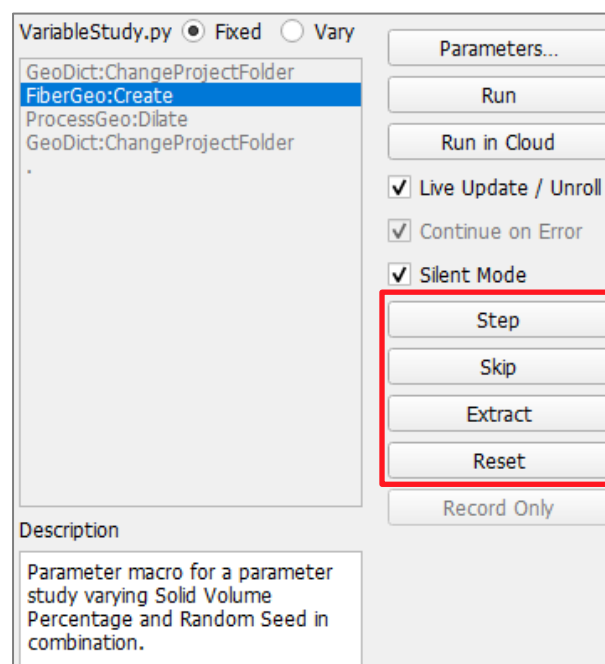 VariableStudy.py Fixed Vary
GeoDict:ChangeProjectFolder
FiberGeo:Create
ProcessGeo:Dilate
GeoDict:ChangeProjectFolder
.
Description
Parameter macro for a parameter
study varying Solid Volume
Percentage and Random Seed in
combination.
Parameters...
Run
Run in Cloud
Live Update / Unroll
Continue on Error
Silent Mode
Step
Skip
Extract
Reset
Record Only